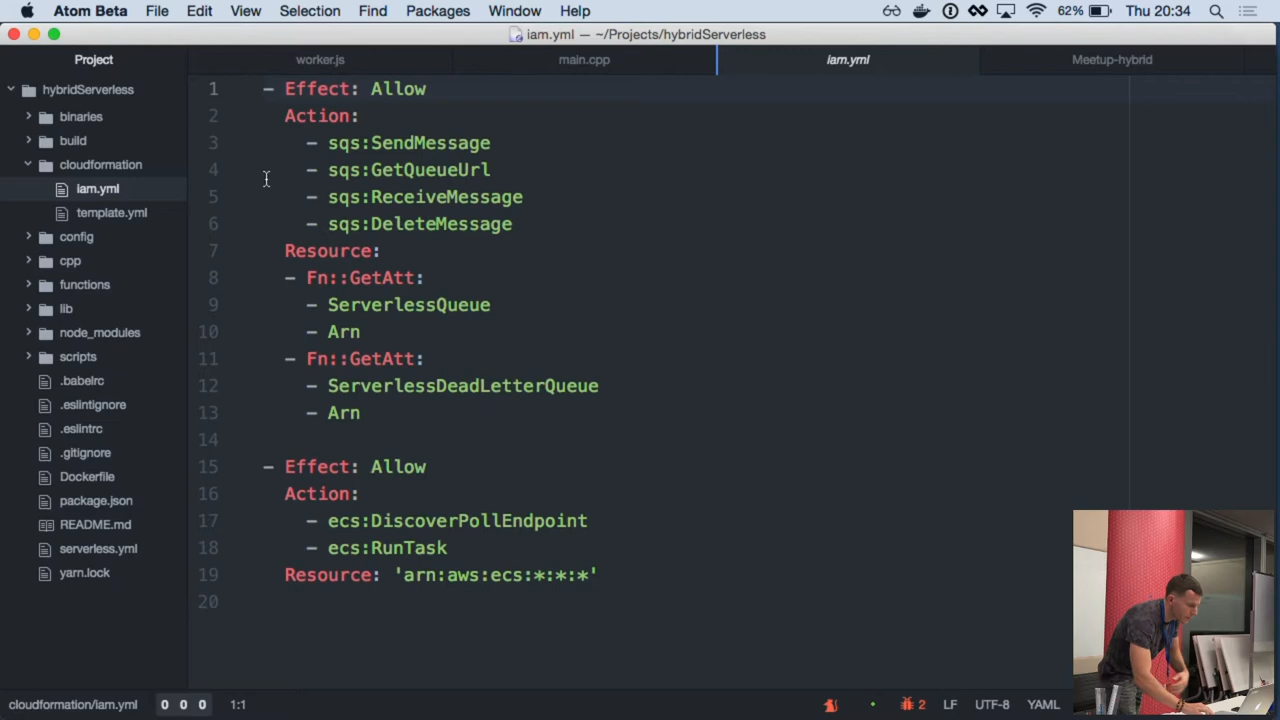 Atom Beta File Edit View Selection Find Packages Window Help 62% Thu 20:34
iam.yml — ~/Projects/hybridServerless
Project
worker.js
main.cpp
iam.yml
Meetup-hybrid
hybridServerless
binaries
build
cloudformation
iam.yml
template.yml
config
cpp
functions
lib
node_modules
scripts
.babelrc
.eslintignore
.eslintrc
.gitignore
Dockerfile
package.json
README.md
serverless.yml
yarn.lock
1 - Effect: Allow
2 Action:
3 - sqs:SendMessage
4 - sqs:GetQueueUrl
5 - sqs:ReceiveMessage
6 - sqs:DeleteMessage
7 Resource:
8 - Fn::GetAtt:
9 - ServerlessQueue
10 - Arn
11 - Fn::GetAtt:
12 - ServerlessDeadLetterQueue
13 - Arn
14
15 - Effect: Allow
16 Action:
17 - ecs:DiscoverPollEndpoint
18 - ecs:RunTask
19 Resource: 'arn:aws:ecs:*:*:*'
20
cloudformation/iam.yml 0 0 0 1:1 2 LF UTF-8 YAML